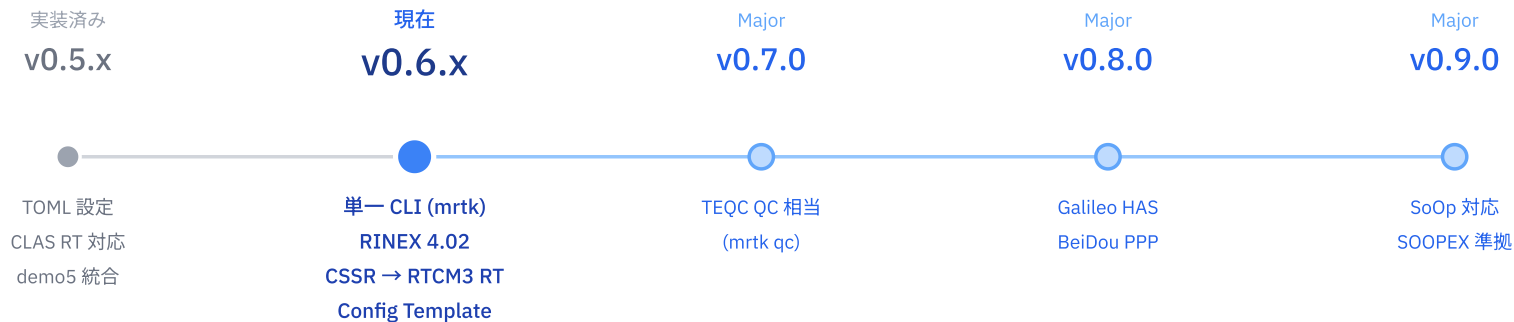 実装済み
v0.5.x
TOML 設定
CLAS RT 対応
demo5 統合
現在
v0.6.x
単一 CLI (mrtk)
RINEX 4.02
CSSR → RTCM3 RT
Config Template
Major
v0.7.0
TEQC QC 相当
(mrtk qc)
Major
v0.8.0
Galileo HAS
BeiDou PPP
Major
v0.9.0
SoOp 対応
SOOPEX 準拠